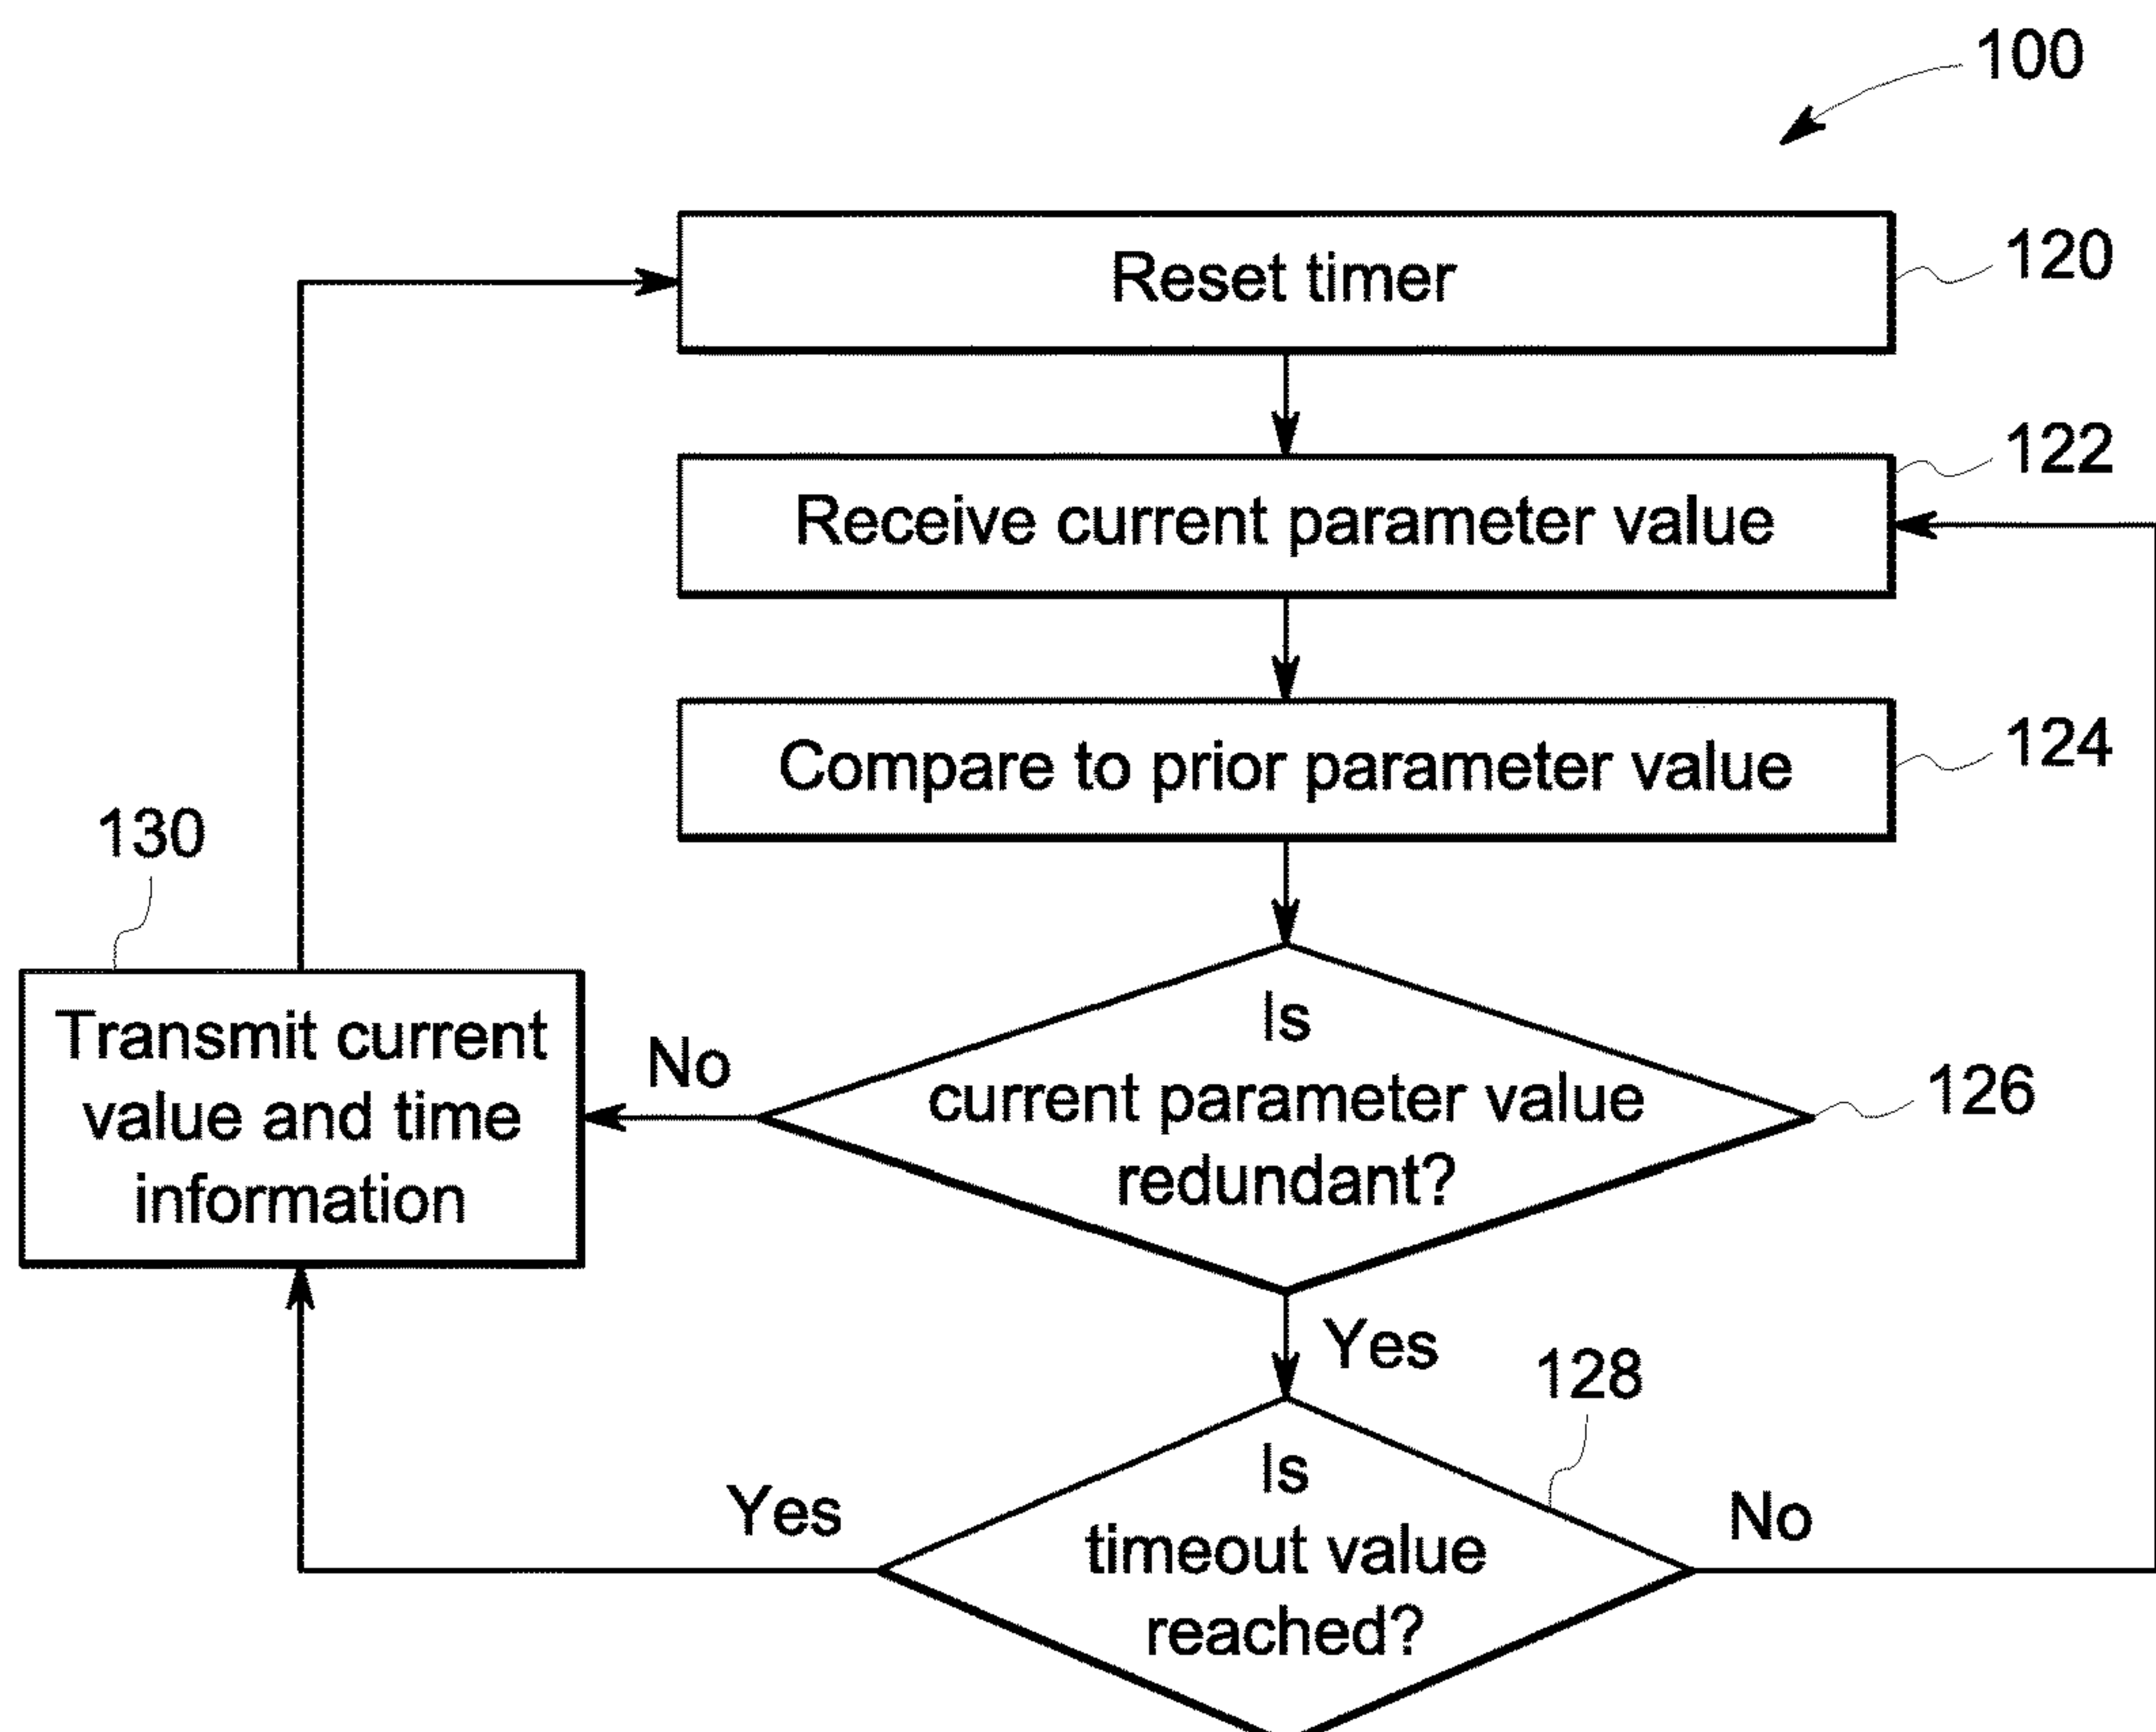 100
Reset timer
120
Receive current parameter value
122
Compare to prior parameter value
124
130
Transmit current
value and time
information
No
Is
current parameter value
redundant?
126
Yes
128
Is
timeout value
reached?
Yes
No